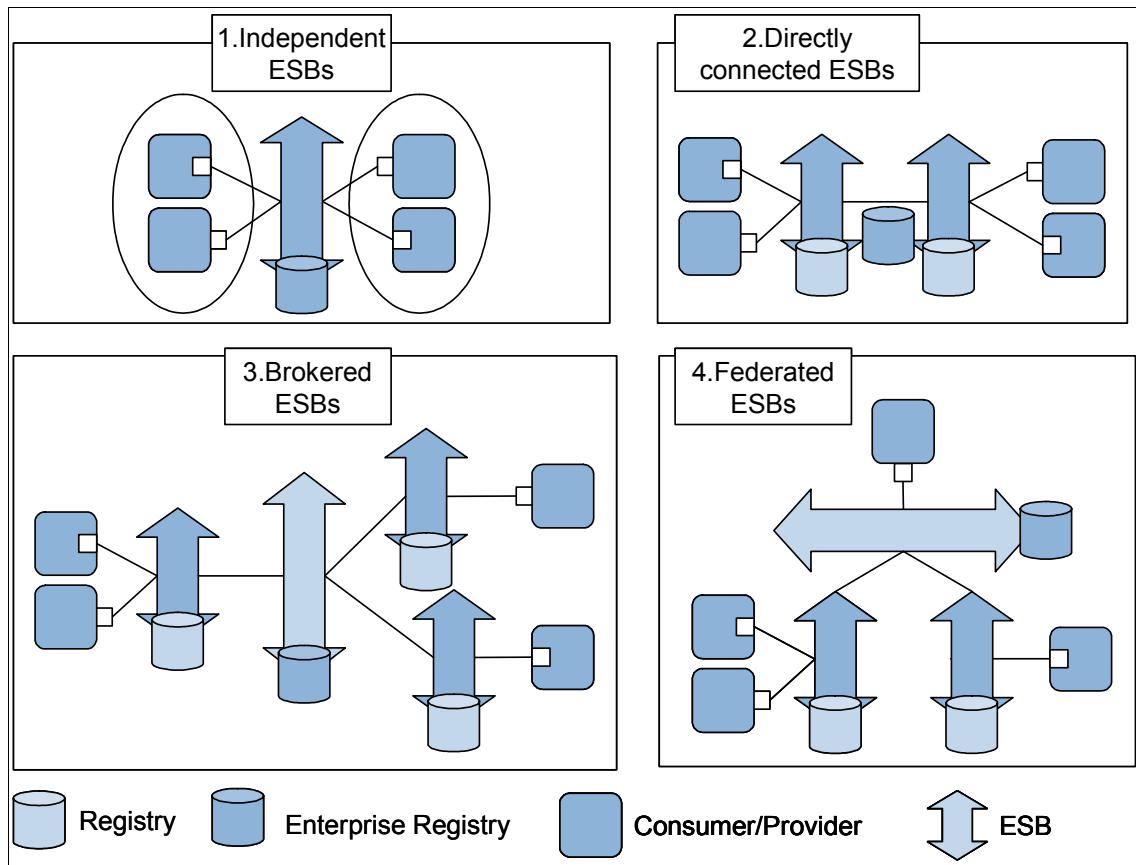 1.Independent
ESBs
2.Directly
connected ESBs
3.Brokered
ESBs
4.Federated
ESBs
Registry
Enterprise Registry
Consumer/Provider
ESB